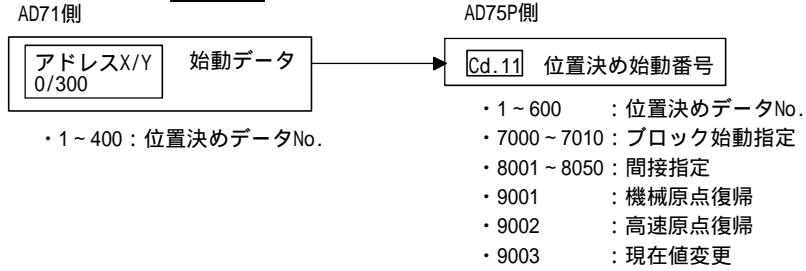 AD71側
アドレスX/Y 始動データ
0/300
・1～400：位置決めデータNo.
AD75P側
Cd.11 位置決め始動番号
・1～600 ：位置決めデータNo.
・7000～7010：ブロック始動指定
・8001～8050：間接指定
・9001 ：機械原点復帰
・9002 ：高速原点復帰
・9003 ：現在値変更